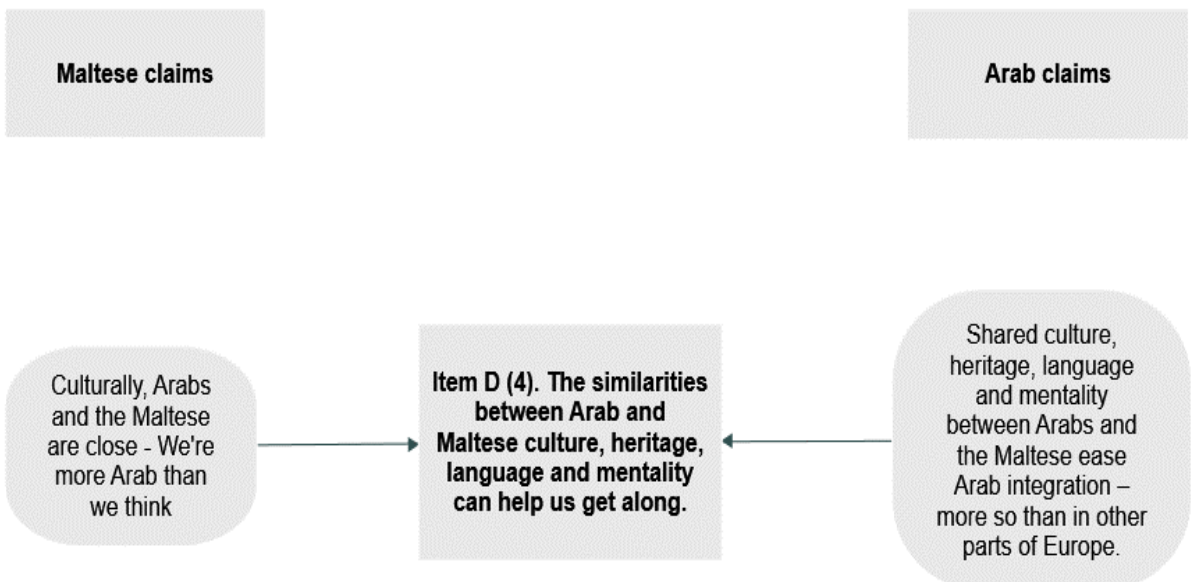 Maltese claims
Arab claims
Culturally, Arabs
and the Maltese
are close - We're
more Arab than
we think
Item D (4). The similarities
between Arab and
Maltese culture, heritage,
language and mentality
can help us get along.
Shared culture,
heritage, language
and mentality
between Arabs and
the Maltese ease
Arab integration –
more so than in other
parts of Europe.